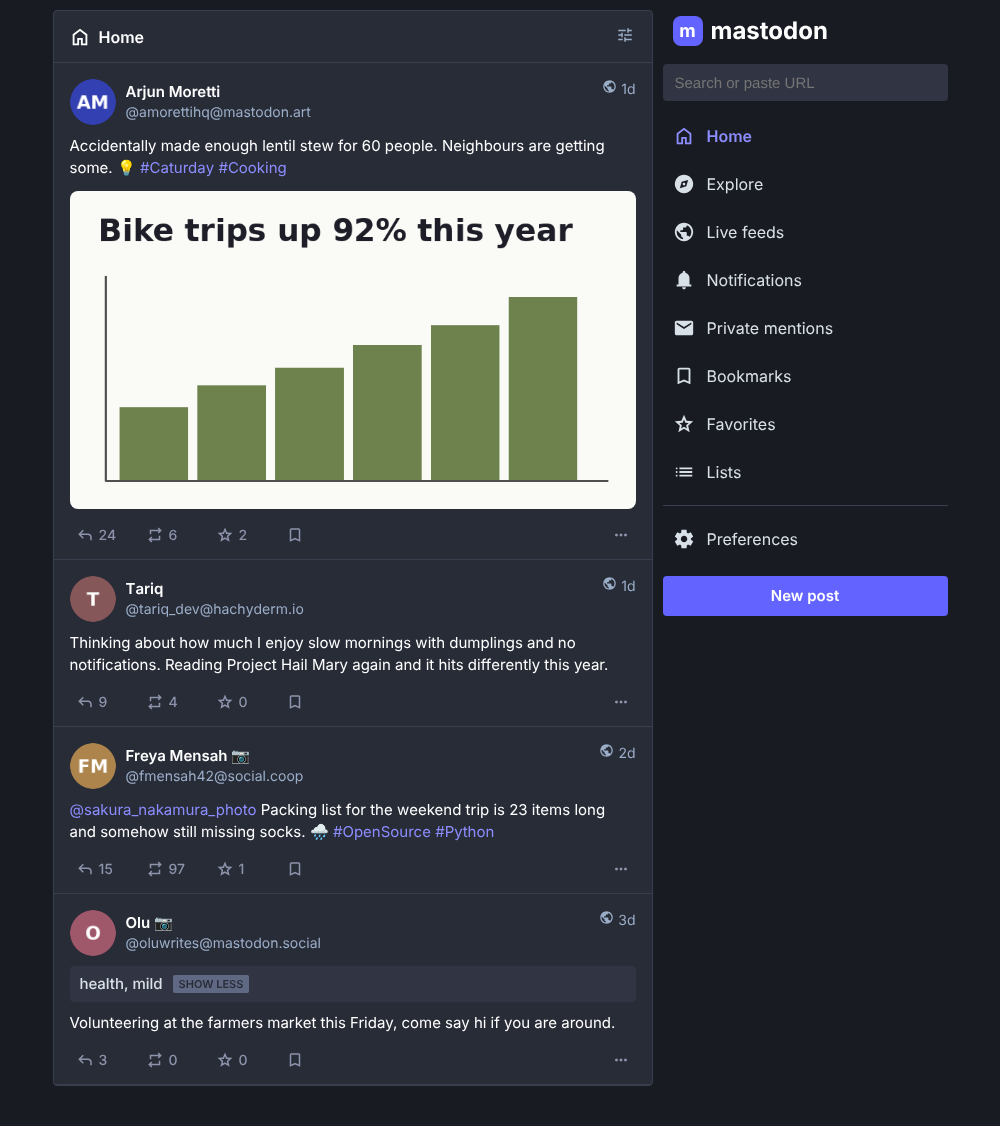 Home
AM
Arjun Moretti
1d
@amorettihq@mastodon.art
Accidentally made enough lentil stew for 60 people. Neighbours are getting
some. 💡 #Caturday #Cooking
Bike trips up 92% this year
24 6 2
T
Tariq
1d
@tariq_dev@hachyderm.io
Thinking about how much I enjoy slow mornings with dumplings and no
notifications. Reading Project Hail Mary again and it hits differently this year.
9 4 0
FM
Freya Mensah 📷
2d
@fmensah42@social.coop
@sakura_nakamura_photo Packing list for the weekend trip is 23 items long
and somehow still missing socks. 🌧️ #OpenSource #Python
15 97 1
O
Olu 📷
3d
@oluwrites@mastodon.social
health, mild SHOW LESS
Volunteering at the farmers market this Friday, come say hi if you are around.
3 0 0
m mastodon
Search or paste URL
Home
Explore
Live feeds
Notifications
Private mentions
Bookmarks
Favorites
Lists
Preferences
New post